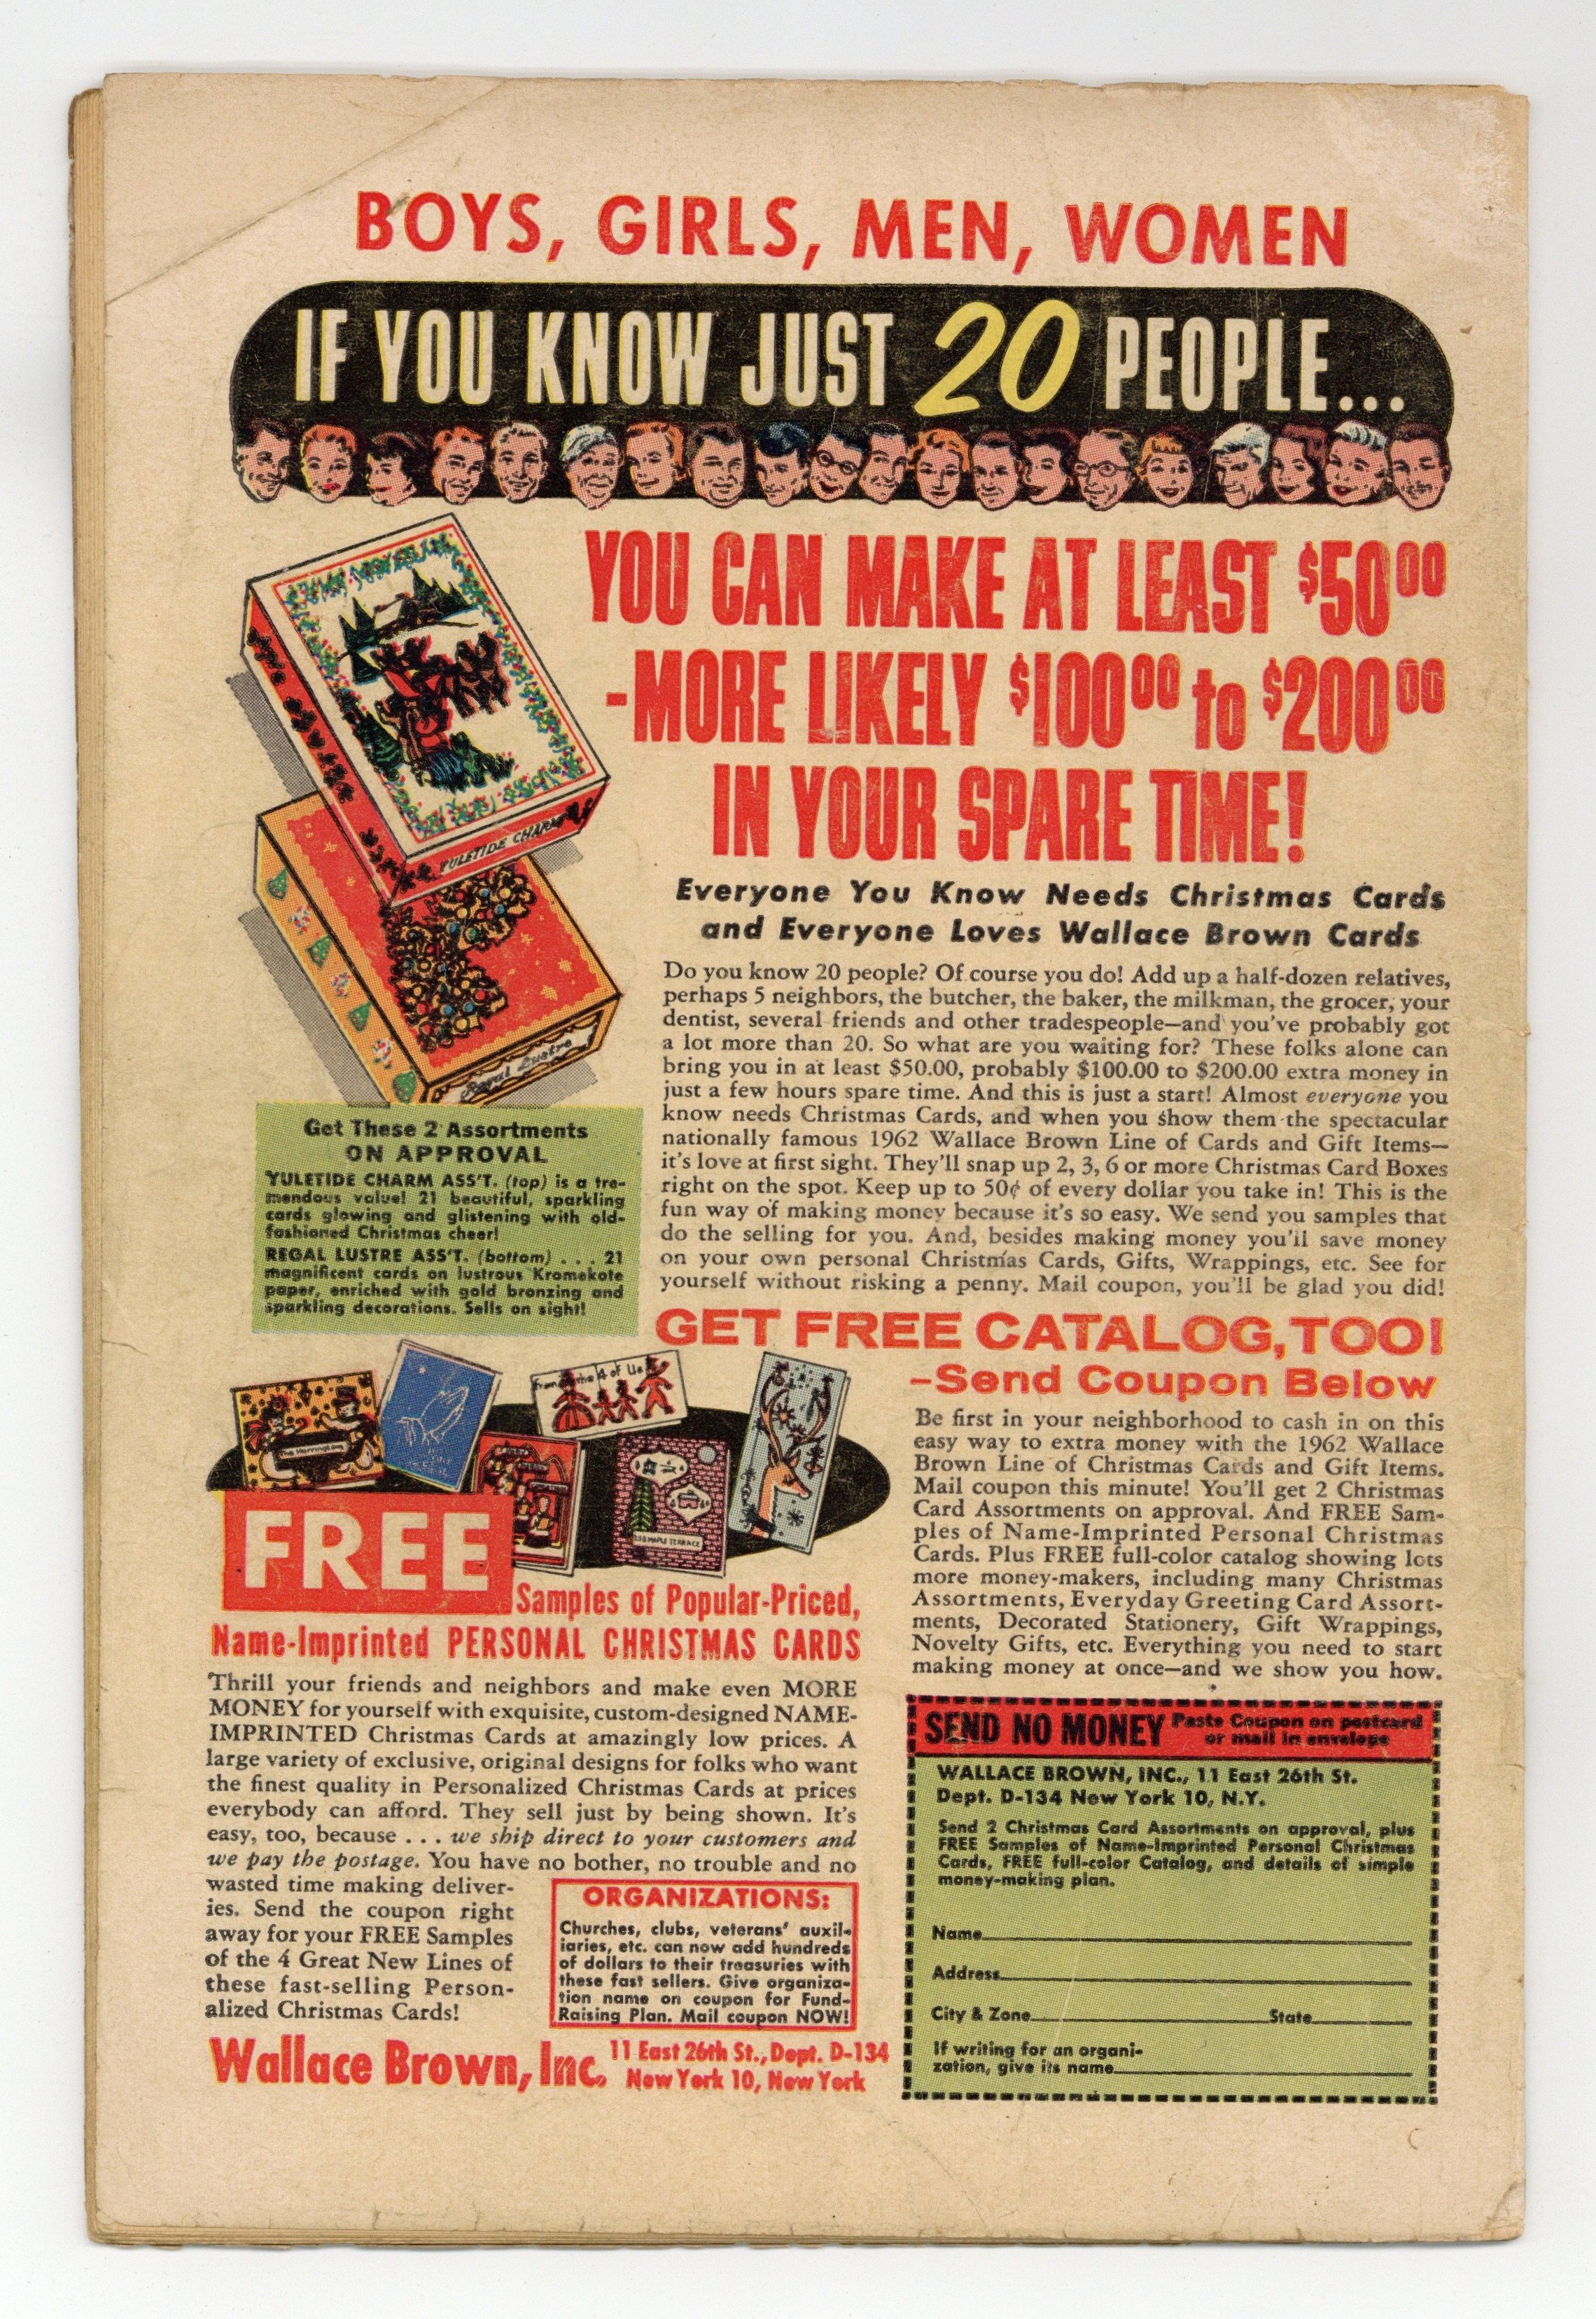 BOYS, GIRLS, MEN, WOMEN
IF YOU KNOW JUST 20 PEOPLE...
YOU CAN MAKE AT LEAST $50.00
-MORE LIKELY $100.00 to $200.00
IN YOUR SPARE TIME!
Everyone You Know Needs Christmas Cards
and Everyone Loves Wallace Brown Cards
Do you know 20 people? Of course you do! Add up a half-dozen relatives,
perhaps 5 neighbors, the butcher, the baker, the milkman, the grocer, your
dentist, several friends and other tradespeople—and you've probably got
a lot more than 20. So what are you waiting for? These folks alone can
bring you in at least $50.00, probably $100.00 to $200.00 extra money in
just a few hours spare time. And this is just a start! Almost everyone you
know needs Christmas Cards, and when you show them the spectacular
nationally famous 1962 Wallace Brown Line of Cards and Gift Items—
it's love at first sight. They'll snap up 2, 3, 6 or more Christmas Card Boxes
right on the spot. Keep up to 50¢ of every dollar you take in! This is the
fun way of making money because it's so easy. We send you samples that
do the selling for you. And, besides making money you'll save money
on your own personal Christmas Cards, Gifts, Wrappings, etc. See for
yourself without risking a penny. Mail coupon, you'll be glad you did!
YULETIDE CHARM
Royal Lustre
Get These 2 Assortments
ON APPROVAL
YULETIDE CHARM ASS'T. (top) is a tre-
mendous value! 21 beautiful, sparkling
cards glowing and glistening with old-
fashioned Christmas cheer!
REGAL LUSTRE ASS'T. (bottom) . . . 21
magnificent cards on lustrous Kromekote
paper, enriched with gold bronzing and
sparkling decorations. Sells on sight!
GET FREE CATALOG, TOO!
—Send Coupon Below
Be first in your neighborhood to cash in on this
easy way to extra money with the 1962 Wallace
Brown Line of Christmas Cards and Gift Items.
Mail coupon this minute! You'll get 2 Christmas
Card Assortments on approval. And FREE Sam-
ples of Name-Imprinted Personal Christmas
Cards. Plus FREE full-color catalog showing lots
more money-makers, including many Christmas
Assortments, Everyday Greeting Card Assort-
ments, Decorated Stationery, Gift Wrappings,
Novelty Gifts, etc. Everything you need to start
making money at once—and we show you how.
The Harringtons
From the 4 of Us
MAPLE TERRACE
FREE
Samples of Popular-Priced,
Name-Imprinted PERSONAL CHRISTMAS CARDS
Thrill your friends and neighbors and make even MORE
MONEY for yourself with exquisite, custom-designed NAME-
IMPRINTED Christmas Cards at amazingly low prices. A
large variety of exclusive, original designs for folks who want
the finest quality in Personalized Christmas Cards at prices
everybody can afford. They sell just by being shown. It's
easy, too, because . . . we ship direct to your customers and
we pay the postage. You have no bother, no trouble and no
wasted time making deliver-
ies. Send the coupon right
away for your FREE Samples
of the 4 Great New Lines of
these fast-selling Person-
alized Christmas Cards!
ORGANIZATIONS:
Churches, clubs, veterans' auxil-
iaries, etc. can now add hundreds
of dollars to their treasuries with
these fast sellers. Give organiza-
tion name on coupon for Fund-
Raising Plan. Mail coupon NOW!
Wallace Brown, Inc. 11 East 26th St., Dept. D-134
New York 10, New York
SEND NO MONEY Paste Coupon on postcard
or mail in envelope
WALLACE BROWN, INC., 11 East 26th St.
Dept. D-134 New York 10, N.Y.
Send 2 Christmas Card Assortments on approval, plus
FREE Samples of Name-Imprinted Personal Christmas
Cards, FREE full-color Catalog, and details of simple
money-making plan.
Name
Address
City & Zone State
If writing for an organi-
zation, give its name